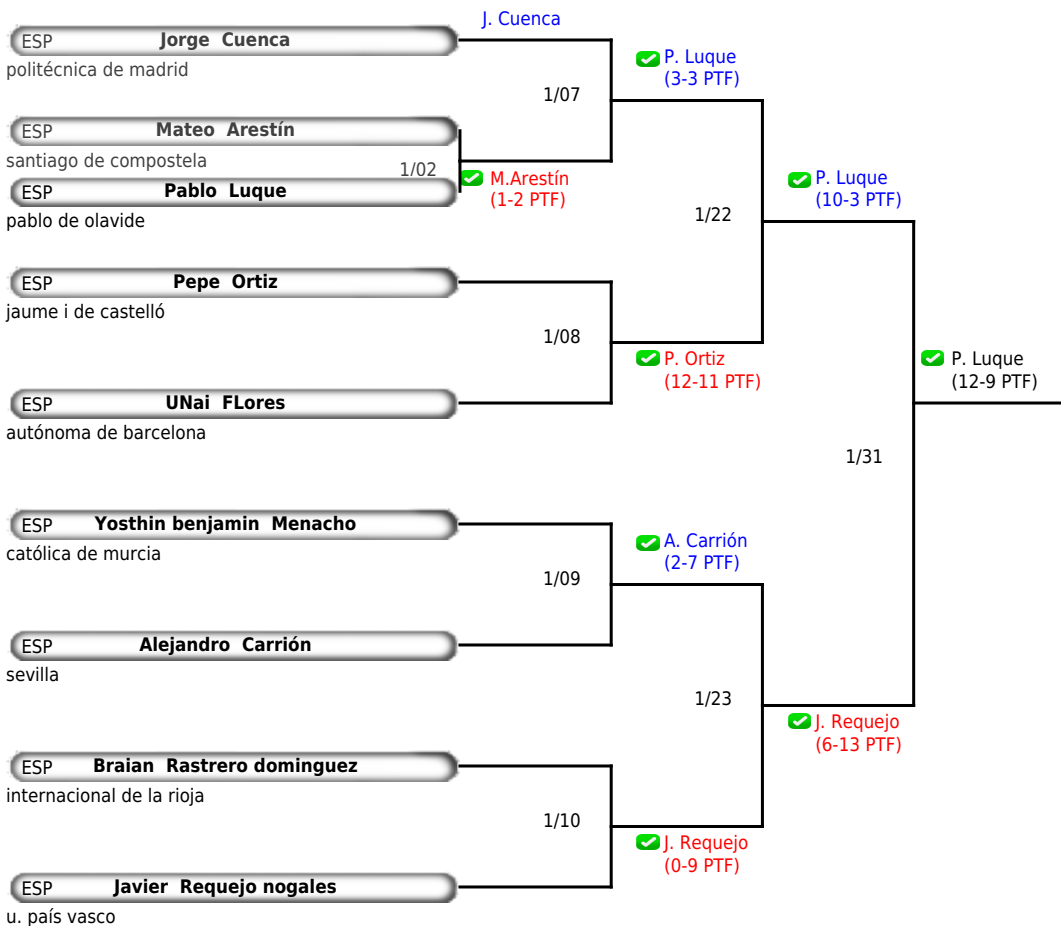 J. Cuenca
ESP Jorge Cuenca
politécnica de madrid
P. Luque
(3-3 PTF)
1/07
ESP Mateo Arestín
santiago de compostela
1/02
M.Arestín
(1-2 PTF)
ESP Pablo Luque
pablo de olavide
P. Luque
(10-3 PTF)
1/22
ESP Pepe Ortiz
jaume i de castelló
1/08
P. Ortiz
(12-11 PTF)
P. Luque
(12-9 PTF)
ESP UNai FLores
autónoma de barcelona
1/31
ESP Yosthin benjamin Menacho
católica de murcia
A. Carrión
(2-7 PTF)
1/09
ESP Alejandro Carrión
sevilla
1/23
J. Requejo
(6-13 PTF)
ESP Braian Rastrero dominguez
internacional de la rioja
1/10
J. Requejo
(0-9 PTF)
ESP Javier Requejo nogales
u. país vasco